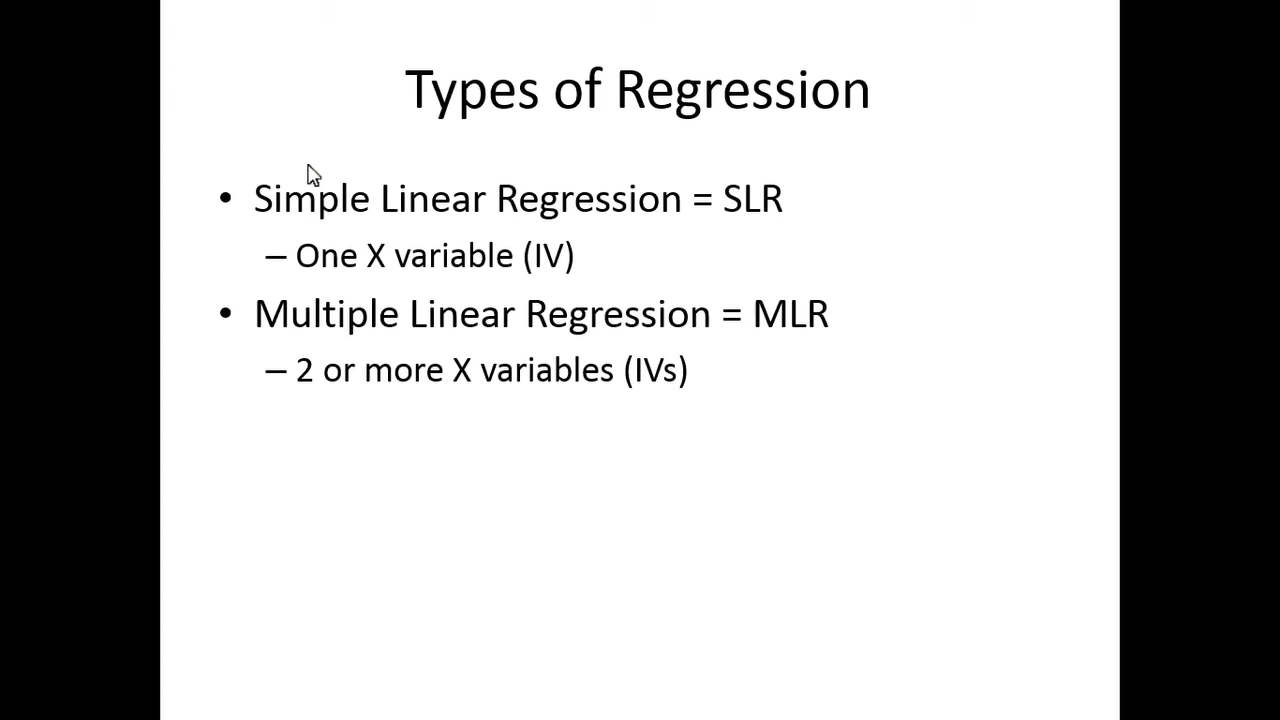 Types of Regression
• Simple Linear Regression = SLR
– One X variable (IV)
• Multiple Linear Regression = MLR
– 2 or more X variables (IVs)